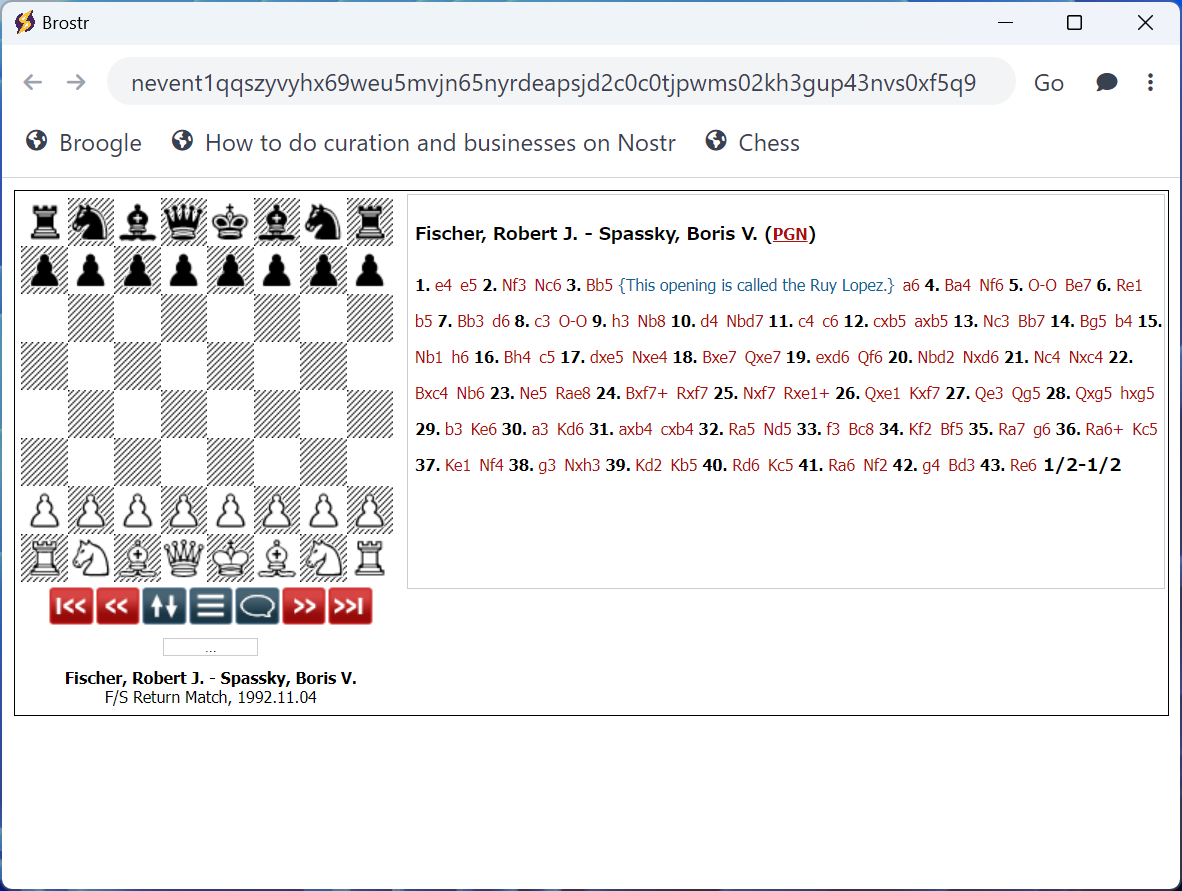 Brostr
nevent1qqszyvyhx69weu5mvjn65nyrdeapsjd2c0c0tjpwms02kh3gup43nvs0xf5q9
Go
Broogle
How to do curation and businesses on Nostr
Chess
Fischer, Robert J. - Spassky, Boris V. (PGN)
1. e4 e5 2. Nf3 Nc6 3. Bb5 {This opening is called the Ruy Lopez.} a6 4. Ba4 Nf6 5. O-O Be7 6. Re1
b5 7. Bb3 d6 8. c3 O-O 9. h3 Nb8 10. d4 Nbd7 11. c4 c6 12. cxb5 axb5 13. Nc3 Bb7 14. Bg5 b4 15.
Nb1 h6 16. Bh4 c5 17. dxe5 Nxe4 18. Bxe7 Qxe7 19. exd6 Qf6 20. Nbd2 Nxd6 21. Nc4 Nxc4 22.
Bxc4 Nb6 23. Ne5 Rae8 24. Bxf7+ Rxf7 25. Nxf7 Rxe1+ 26. Qxe1 Kxf7 27. Qe3 Qg5 28. Qxg5 hxg5
29. b3 Ke6 30. a3 Kd6 31. axb4 cxb4 32. Ra5 Nd5 33. f3 Bc8 34. Kf2 Bf5 35. Ra7 g6 36. Ra6+ Kc5
37. Ke1 Nf4 38. g3 Nxh3 39. Kd2 Kb5 40. Rd6 Kc5 41. Ra6 Nf2 42. g4 Bd3 43. Re6 1/2-1/2
...
Fischer, Robert J. - Spassky, Boris V.
F/S Return Match, 1992.11.04